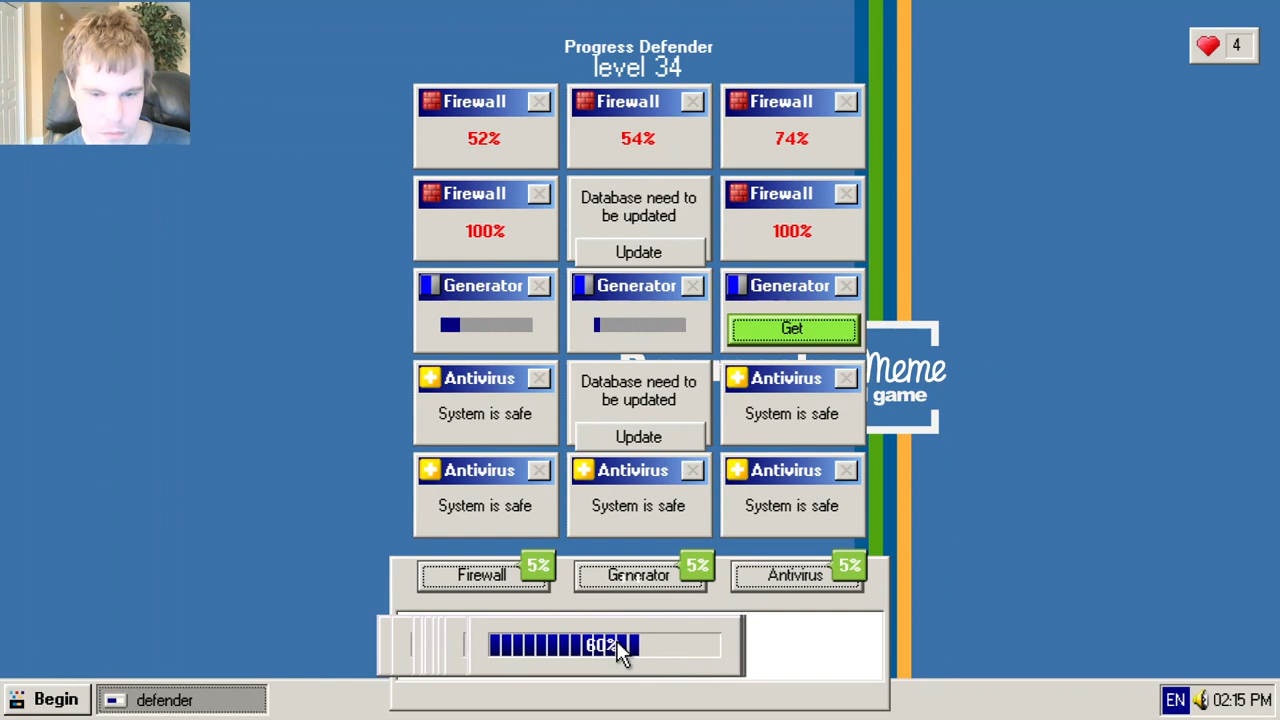 4
Progress Defender
level 34
Firewall
Firewall
Firewall
52%
54%
74%
Firewall
Database need to
be updated
Update
Firewall
100%
100%
Generator
Generator
Generator
Get
Antivirus
System is safe
Database need to
be updated
Update
Antivirus
System is safe
Meme
game
Antivirus
Antivirus
Antivirus
System is safe
System is safe
System is safe
Firewall
5%
Generator
5%
Antivirus
5%
60%
Begin
defender
EN
02:15 PM